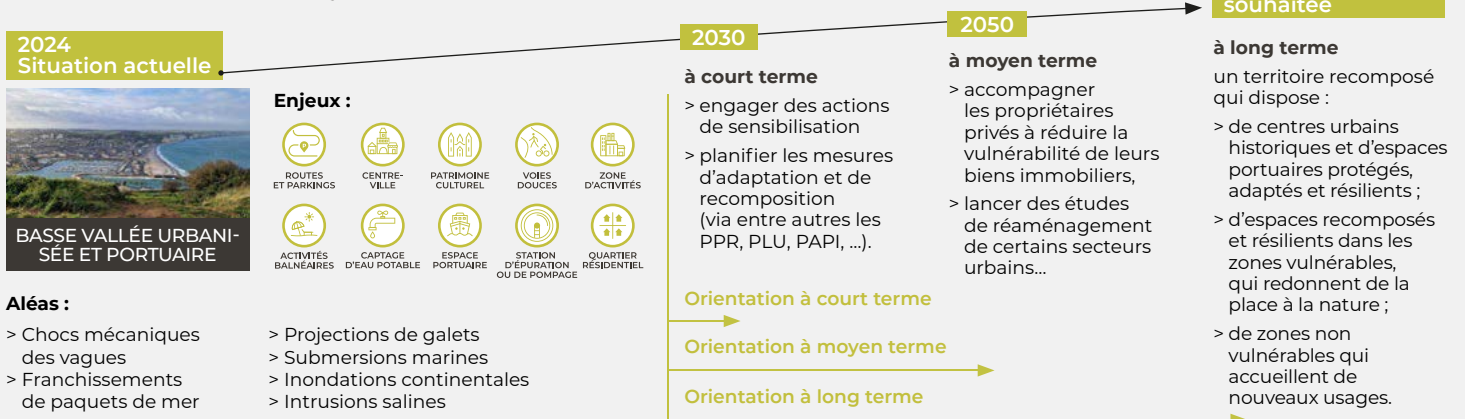 souhaitée
2024
Situation actuelle
2030
2050
BASSE VALLÉE URBANI-
SÉE ET PORTUAIRE
Enjeux :
ROUTES
ET PARKINGS
CENTRE-
VILLE
PATRIMOINE
CULTUREL
VOIES
DOUCES
ZONE
D'ACTIVITÉS
ACTIVITÉS
BALNÉAIRES
CAPTAGE
D'EAU POTABLE
ESPACE
PORTUAIRE
STATION
D'ÉPURATION
OU DE POMPAGE
QUARTIER
RÉSIDENTIEL
Aléas :
> Chocs mécaniques
des vagues
> Franchissements
de paquets de mer
> Projections de galets
> Submersions marines
> Inondations continentales
> Intrusions salines
à court terme
> engager des actions
de sensibilisation
> planifier les mesures
d'adaptation et de
recomposition
(via entre autres les
PPR, PLU, PAPI, ...).
Orientation à court terme
Orientation à moyen terme
Orientation à long terme
à moyen terme
> accompagner
les propriétaires
privés à réduire la
vulnérabilité de leurs
biens immobiliers,
> lancer des études
de réaménagement
de certains secteurs
urbains...
à long terme
un territoire recomposé
qui dispose :
> de centres urbains
historiques et d'espaces
portuaires protégés,
adaptés et résilients ;
> d'espaces recomposés
et résilients dans les
zones vulnérables,
qui redonnent de la
place à la nature ;
> de zones non
vulnérables qui
accueillent de
nouveaux usages.